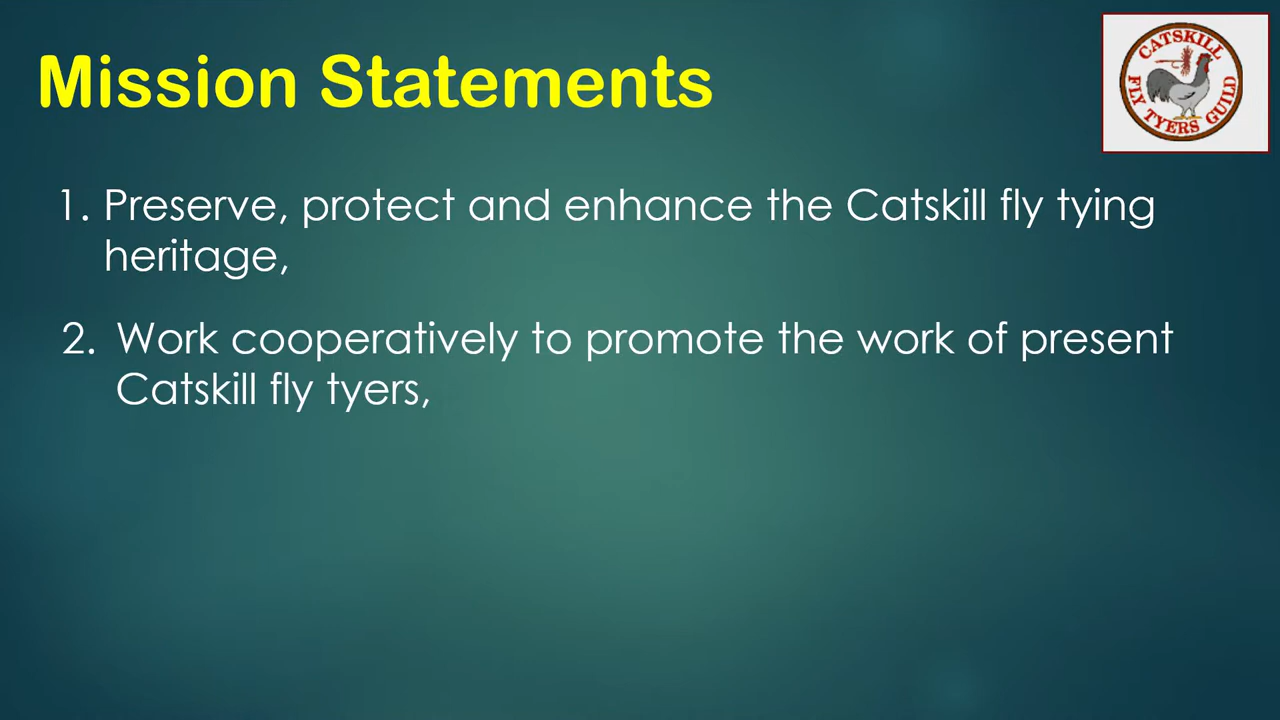 Mission Statements
CATSKILL
FLY TYERS GUILD
1. Preserve, protect and enhance the Catskill fly tying
heritage,
2. Work cooperatively to promote the work of present
Catskill fly tyers,